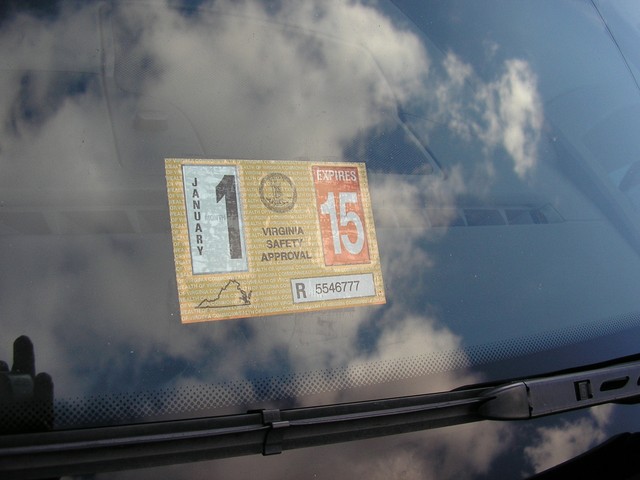 JANUARY
1
EXPIRES
15
VIRGINIA
SAFETY
APPROVAL
R 5546777